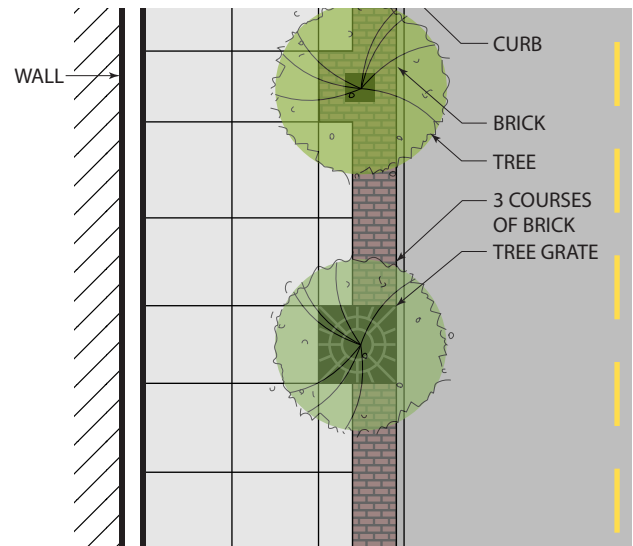 CURB
WALL
BRICK
TREE
3 COURSES
OF BRICK
TREE GRATE